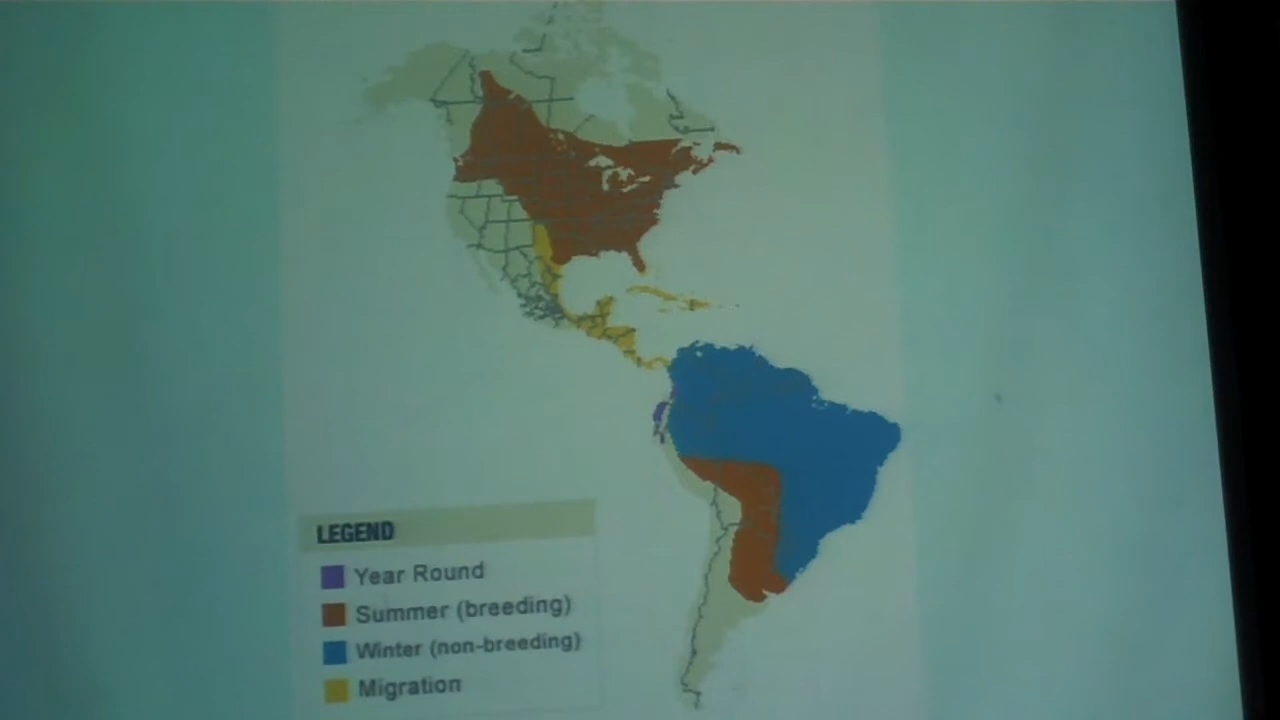 LEGEND
Year Round
Summer (breeding)
Winter (non-breeding)
Migration